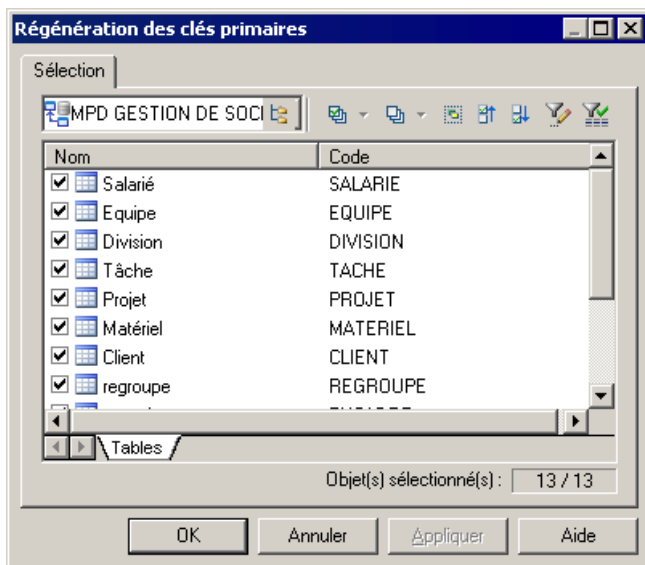 Régénération des clés primaires
Sélection
MPD GESTION DE SOCI
Nom Code
Salarié SALARIE
Equipe EQUIPE
Division DIVISION
Tâche TACHE
Projet PROJET
Matériel MATERIEL
Client CLIENT
regroupe REGROUPE
Tables
Objet(s) sélectionné(s) : 13 / 13
OK Annuler Appliquer Aide